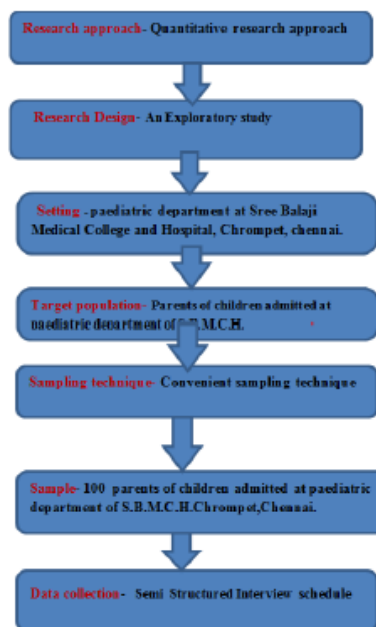 Research approach- Quantitative research approach
Research Design- An Exploratory study
Setting -paediatric department at Sree Balaji
Medical College and Hospital, Chrompet, chennai.
Target population- Parents of children admitted at
paediatric department of S.B.M.C.H.
Sampling technique- Convenient sampling technique
Sample- 100 parents of children admitted at paediatric
department of S.B.M.C.H.Chrompet,Chennai.
Data collection- Semi Structured Interview schedule